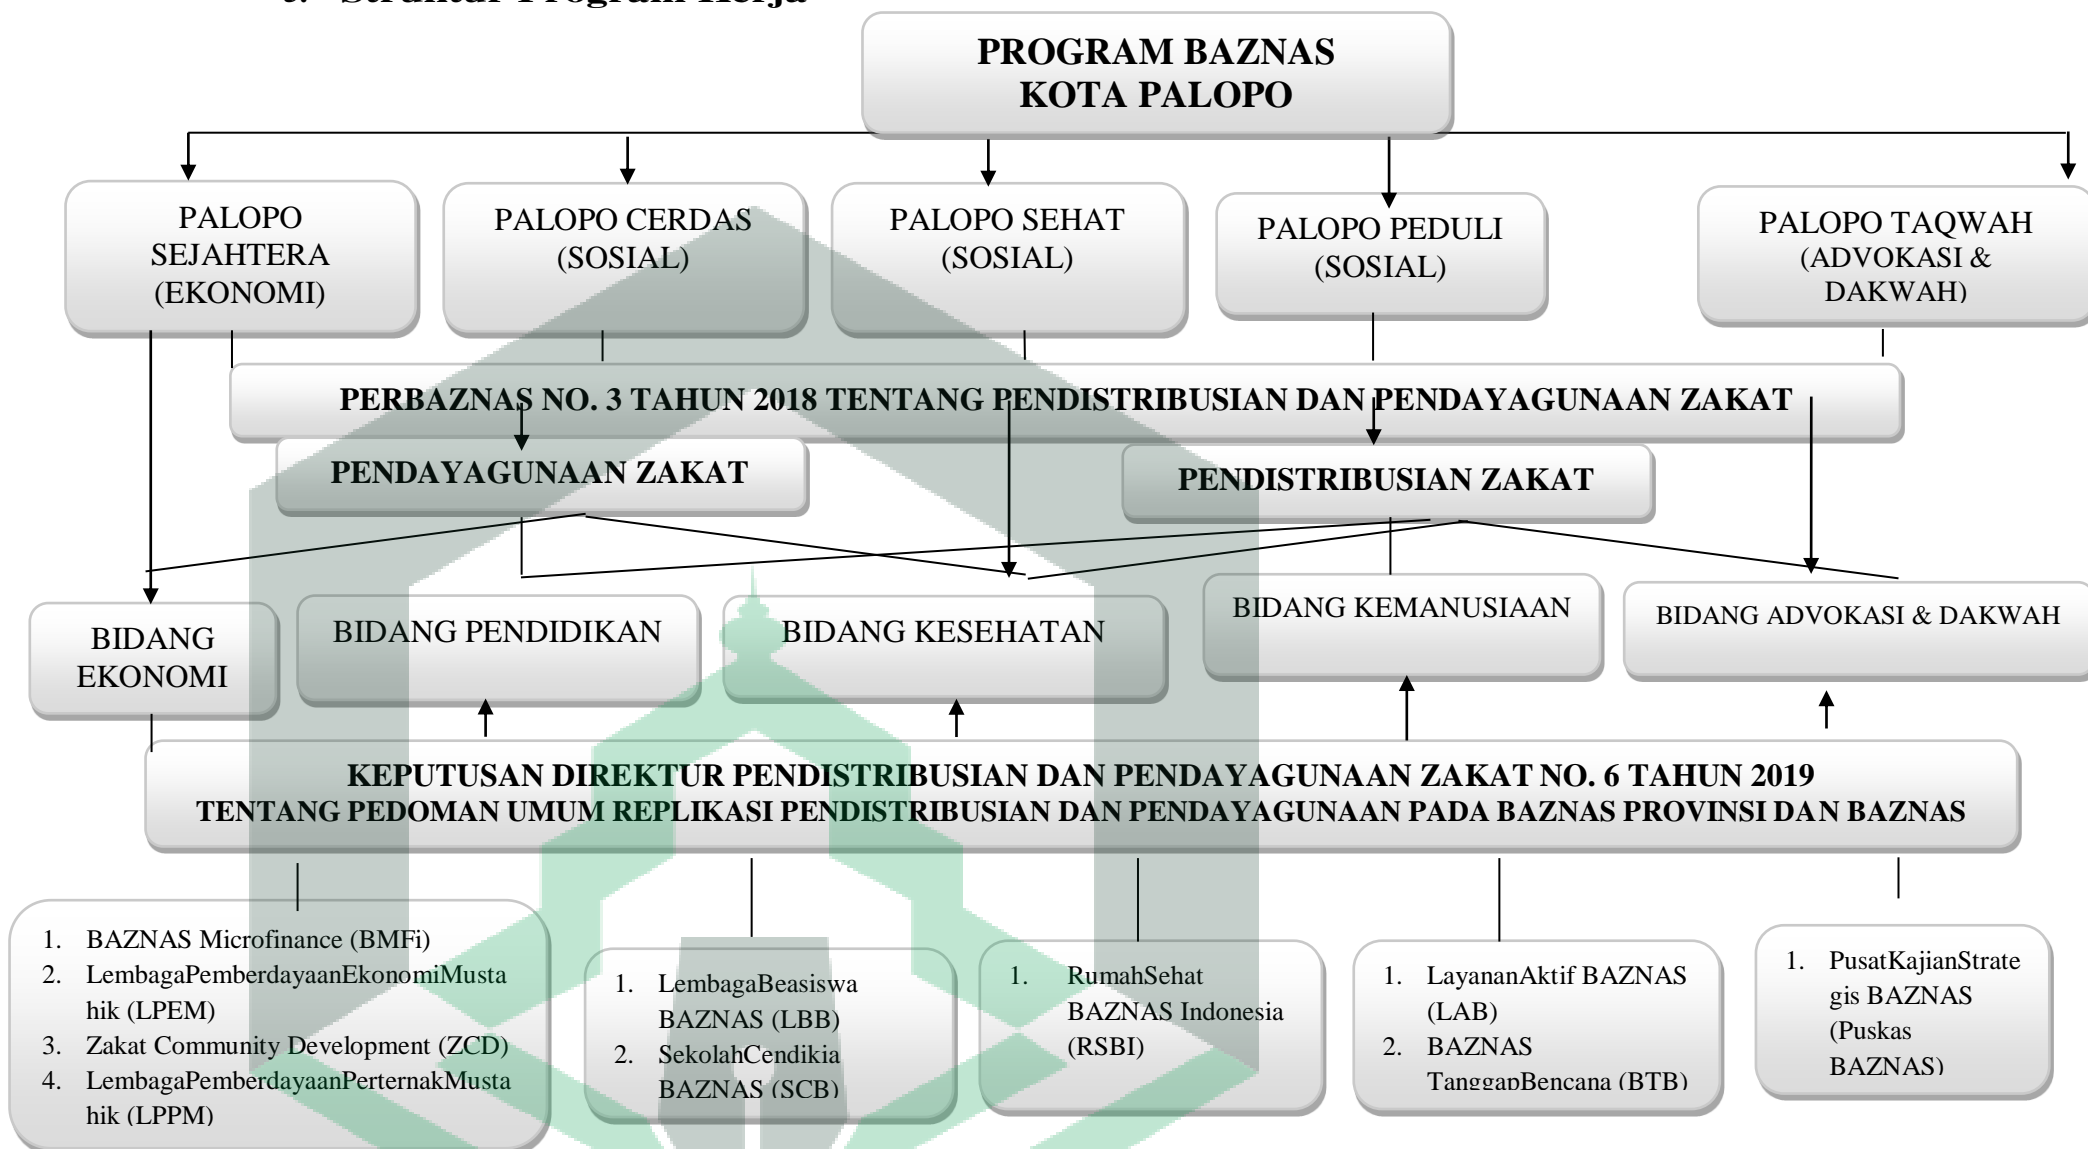 Struktur Program Kerja
PROGRAM BAZNAS
KOTA PALOPO
PALOPO
SEJAHTERA
(EKONOMI)
PALOPO CERDAS
(SOSIAL)
PALOPO SEHAT
(SOSIAL)
PALOPO PEDULI
(SOSIAL)
PALOPO TAQWAH
(ADVOKASI &
DAKWAH)
PERBAZNAS NO. 3 TAHUN 2018 TENTANG PENDISTRIBUSIAN DAN PENDAYAGUNAAN ZAKAT
PENDAYAGUNAAN ZAKAT
PENDISTRIBUSIAN ZAKAT
BIDANG
EKONOMI
BIDANG PENDIDIKAN
BIDANG KESEHATAN
BIDANG KEMANUSIAAN
BIDANG ADVOKASI & DAKWAH
KEPUTUSAN DIREKTUR PENDISTRIBUSIAN DAN PENDAYAGUNAAN ZAKAT NO. 6 TAHUN 2019
TENTANG PEDOMAN UMUM REPLIKASI PENDISTRIBUSIAN DAN PENDAYAGUNAAN PADA BAZNAS PROVINSI DAN BAZNAS
1. BAZNAS Microfinance (BMFi)
2. LembagaPemberdayaanEkonomiMusta
hik (LPEM)
3. Zakat Community Development (ZCD)
4. LembagaPemberdayaanPerternakMusta
hik (LPPM)
1. LembagaBeasiswa
BAZNAS (LBB)
2. SekolahCendikia
BAZNAS (SCB)
1. RumahSehat
BAZNAS Indonesia
(RSBI)
1. LayananAktif BAZNAS
(LAB)
2. BAZNAS
TanggapBencana (BTB)
1. PusatKajianStrate
gis BAZNAS
(Puskas
BAZNAS)